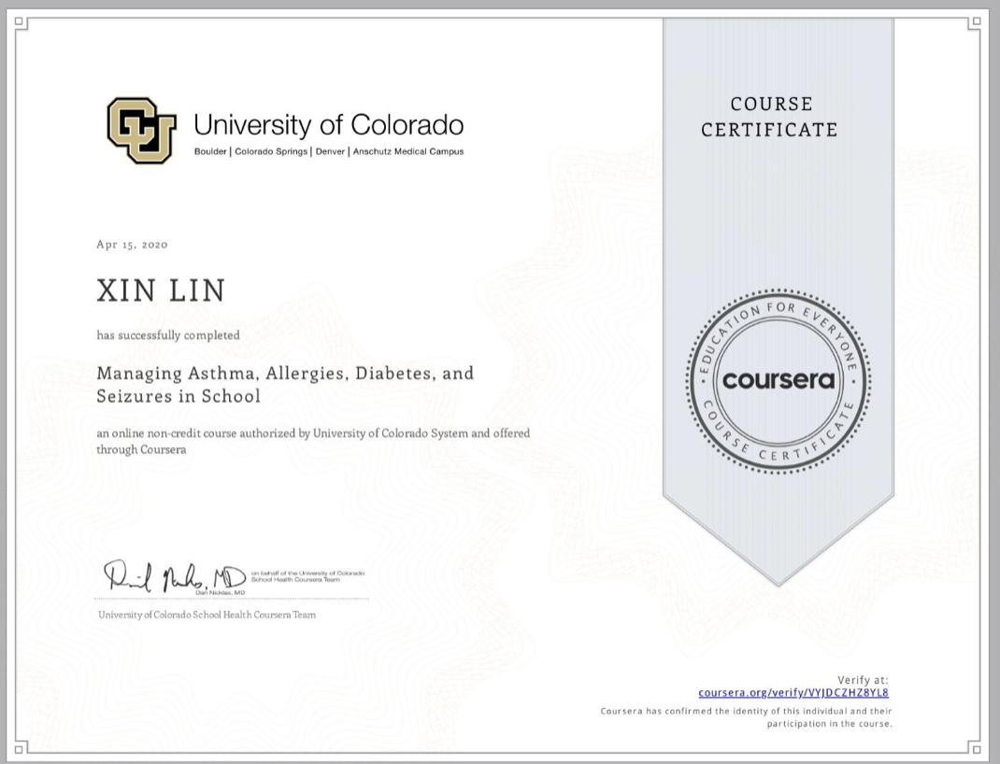 University of Colorado
Boulder | Colorado Springs | Denver | Anschutz Medical Campus
COURSE
CERTIFICATE
Apr 15, 2020
XIN LIN
has successfully completed
Managing Asthma, Allergies, Diabetes, and
Seizures in School
an online non-credit course authorized by University of Colorado System and offered
through Coursera
EDUCATION FOR EVERYONE
coursera
COURSE CERTIFICATE
on behalf of the University of Colorado
School Health Coursera Team
Dan Nicklas, MD
University of Colorado School Health Coursera Team
Verify at:
coursera.org/verify/VYJDCZHZ8YL8
Coursera has confirmed the identity of this individual and their
participation in the course.